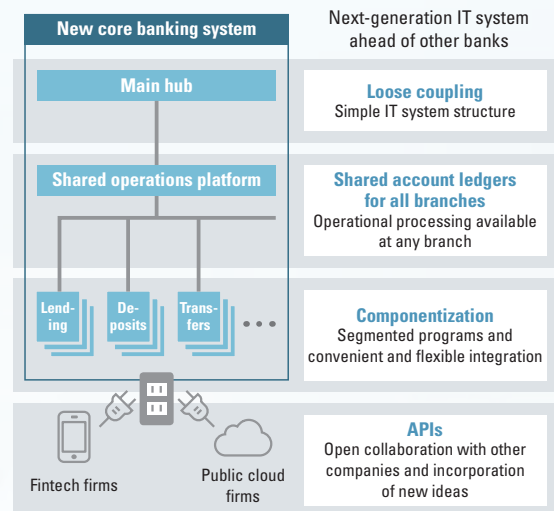 New core banking system
Next-generation IT system
ahead of other banks
Main hub
Loose coupling
Simple IT system structure
Shared operations platform
Shared account ledgers
for all branches
Operational processing available
at any branch
Lend-
ing
De-
posits
Trans-
fers
Componentization
Segmented programs and
convenient and flexible integration
Fintech firms
Public cloud
firms
APIs
Open collaboration with other
companies and incorporation
of new ideas